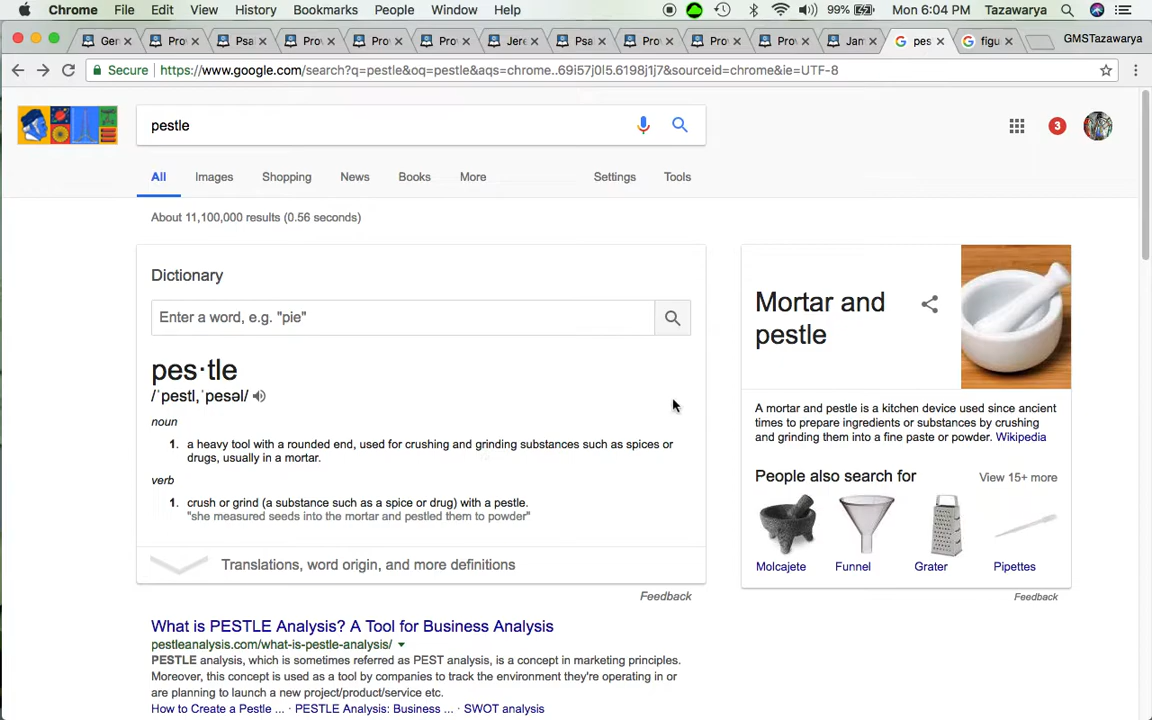 Chrome File Edit View History Bookmarks People Window Help 99% Mon 6:04 PM Tazawarya
Ger Prov Psa Prov Prov Prov Jere Psa Prov Prov Prov Jam pes figu GMSTazawarya
Secure https://www.google.com/search?q=pestle&oq=pestle&aqs=chrome..69i57j0l5.6198j1j7&sourceid=chrome&ie=UTF-8
pestle
3
All Images Shopping News Books More Settings Tools
About 11,100,000 results (0.56 seconds)
Dictionary
Enter a word, e.g. "pie"
pes·tle
/ˈpestl,ˈpesəl/
noun
1. a heavy tool with a rounded end, used for crushing and grinding substances such as spices or
drugs, usually in a mortar.
verb
1. crush or grind (a substance such as a spice or drug) with a pestle.
"she measured seeds into the mortar and pestled them to powder"
Translations, word origin, and more definitions
Feedback
What is PESTLE Analysis? A Tool for Business Analysis
pestleanalysis.com/what-is-pestle-analysis/
PESTLE analysis, which is sometimes referred as PEST analysis, is a concept in marketing principles.
Moreover, this concept is used as a tool by companies to track the environment they're operating in or
are planning to launch a new project/product/service etc.
How to Create a Pestle ... · PESTLE Analysis: Business ... · SWOT analysis
Mortar and
pestle
A mortar and pestle is a kitchen device used since ancient
times to prepare ingredients or substances by crushing
and grinding them into a fine paste or powder. Wikipedia
People also search for View 15+ more
Molcajete Funnel Grater Pipettes
Feedback